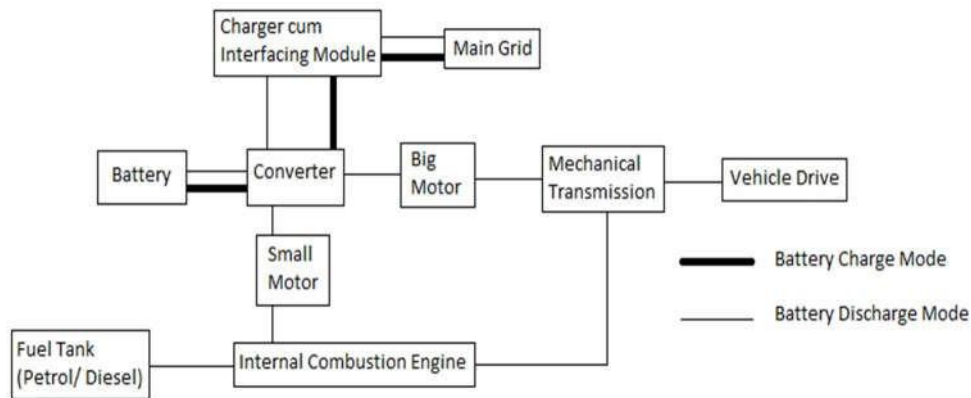 Charger cum
Interfacing Module
Main Grid
Battery
Converter
Big
Motor
Mechanical
Transmission
Vehicle Drive
Small
Motor
Battery Charge Mode
Battery Discharge Mode
Fuel Tank
(Petrol/ Diesel)
Internal Combustion Engine